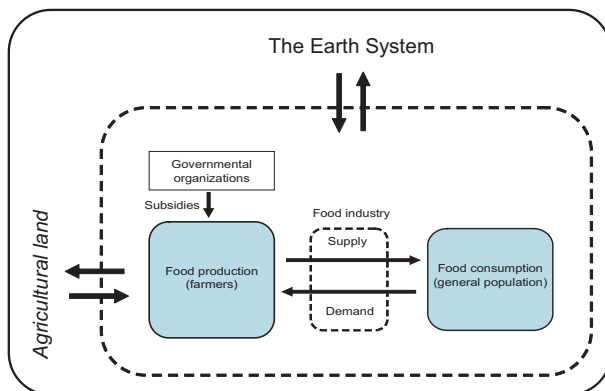 The Earth System
Governmental
organizations
Subsidies
Food industry
Supply
Food production
(farmers)
Food consumption
(general population)
Demand
Agricultural land